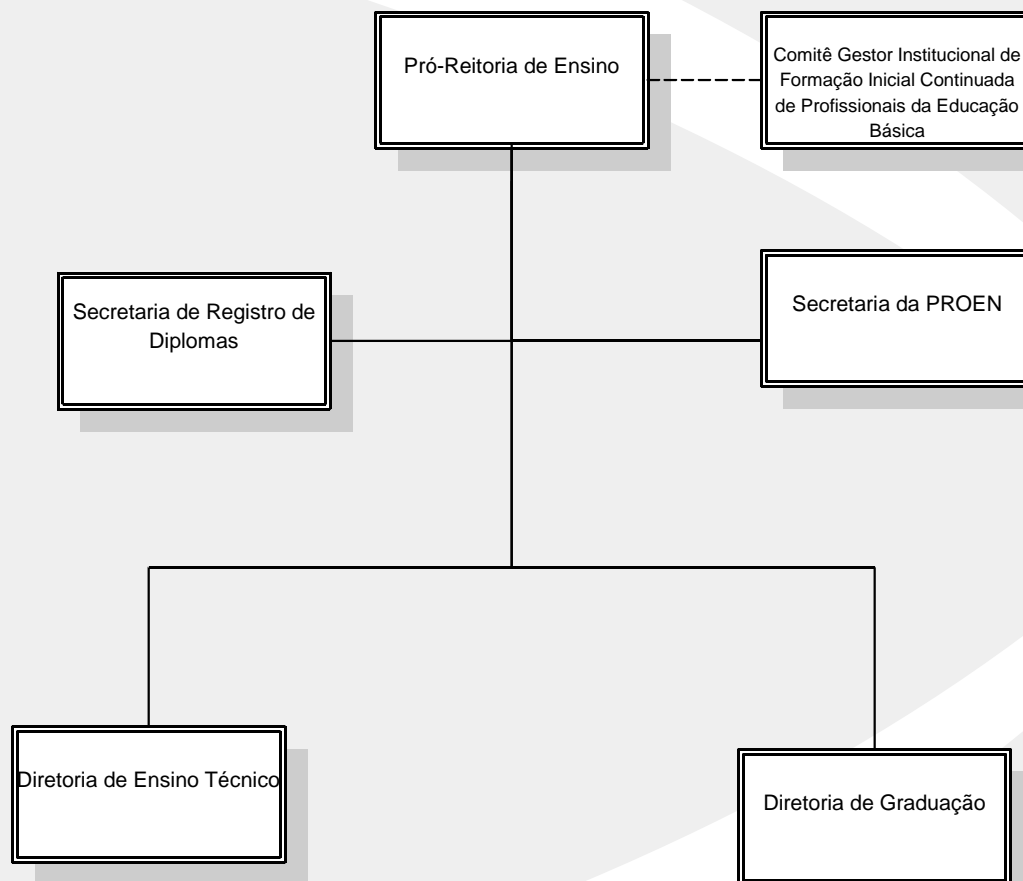 Pró-Reitoria de Ensino
Comitê Gestor Institucional de
Formação Inicial Continuada
de Profissionais da Educação
Básica
Secretaria de Registro de
Diplomas
Secretaria da PROEN
Diretoria de Ensino Técnico
Diretoria de Graduação